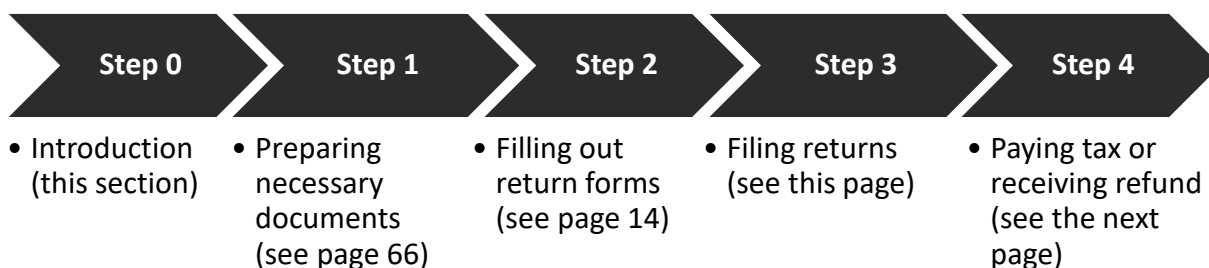 Step 0
Step 1
Step 2
Step 3
Step 4
• Introduction
(this section)
• Preparing
necessary
documents
(see page 66)
• Filling out
return forms
(see page 14)
• Filing returns
(see this page)
• Paying tax or
receiving refund
(see the next
page)